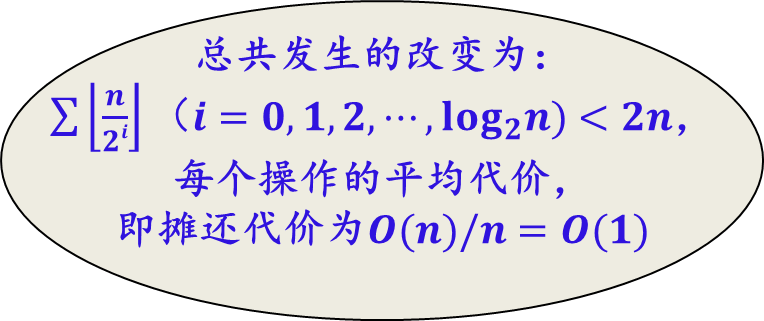 总共发生的改变为：
∑⌊n/2^i⌋（i = 0, 1, 2, ⋯, log₂n) < 2n，
每个操作的平均代价，
即摊还代价为O(n)/n = O(1)